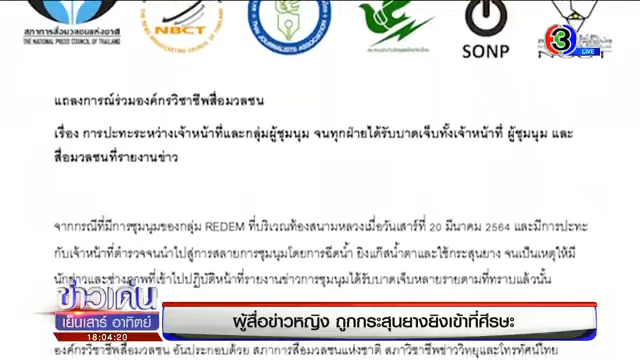 สภาการสื่อมวลชนแห่งชาติ
THE NATIONAL PRESS COUNCIL OF THAILAND
NBCT
SONP
3
LIVE
แถลงการณ์ร่วมองค์กรวิชาชีพสื่อมวลชน
เรื่อง การปะทะระหว่างเจ้าหน้าที่และกลุ่มผู้ชุมนุม จนทุกฝ่ายได้รับบาดเจ็บทั้งเจ้าหน้าที่ ผู้ชุมนุม และ
สื่อมวลชนที่รายงานข่าว
จากกรณีที่มีการชุมนุมของกลุ่ม REDEM ที่บริเวณท้องสนามหลวงเมื่อวันเสาร์ที่ 20 มีนาคม 2564 และมีการปะทะ
กับเจ้าหน้าที่ตำรวจจนนำไปสู่การสลายการชุมนุมโดยการฉีดน้ำ ยิงแก๊สน้ำตาและใช้กระสุนยาง จนเป็นเหตุให้มี
นักข่าวและช่างภาพที่เข้าไปปฏิบัติหน้าที่รายงานข่าวการชุมนุมได้รับบาดเจ็บหลายรายตามที่ทราบแล้วนั้น
ข่าวเด่น
เย็นเสาร์ อาทิตย์
18:04:20
ผู้สื่อข่าวหญิง ถูกกระสุนยางยิงเข้าที่ศีรษะ
องค์กรวิชาชีพสื่อมวลชน อันประกอบด้วย สภาการสื่อมวลชนแห่งชาติ สภาวิชาชีพข่าววิทยุและโทรทัศน์ไทย